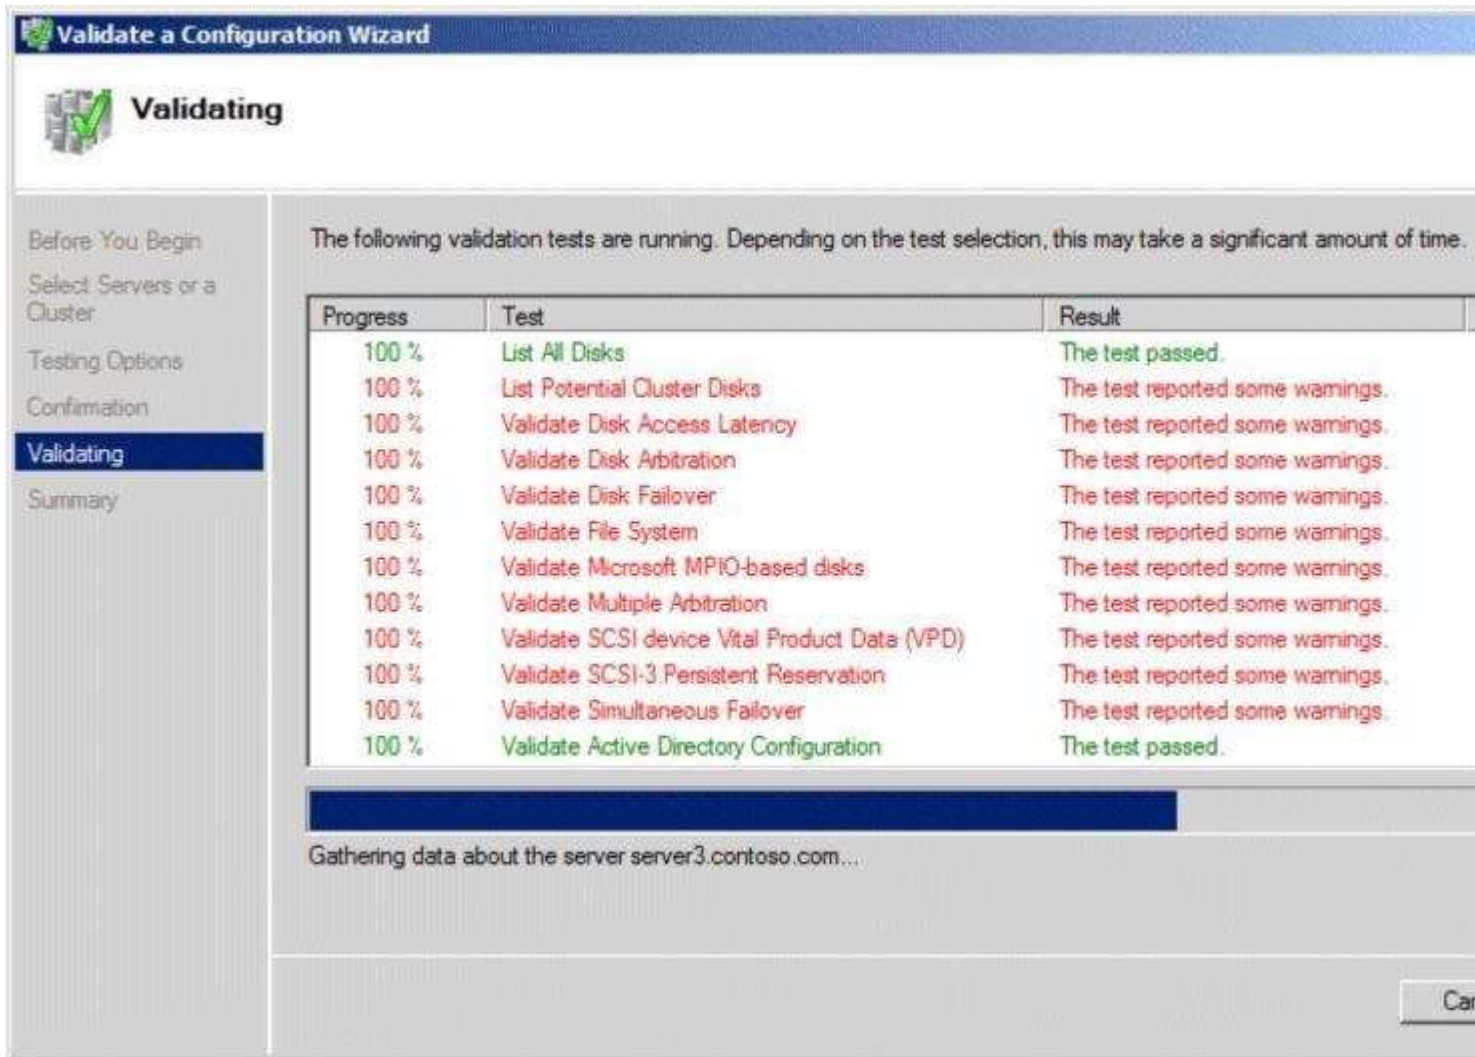 Validate a Configuration Wizard
Validating
Before You Begin
Select Servers or a
Cluster
Testing Options
Confirmation
Validating
Summary
The following validation tests are running. Depending on the test selection, this may take a significant amount of time.
Progress Test Result
100 % List All Disks The test passed.
100 % List Potential Cluster Disks The test reported some warnings.
100 % Validate Disk Access Latency The test reported some warnings.
100 % Validate Disk Arbitration The test reported some warnings.
100 % Validate Disk Failover The test reported some warnings.
100 % Validate File System The test reported some warnings.
100 % Validate Microsoft MPIO-based disks The test reported some warnings.
100 % Validate Multiple Arbitration The test reported some warnings.
100 % Validate SCSI device Vital Product Data (VPD) The test reported some warnings.
100 % Validate SCSI-3 Persistent Reservation The test reported some warnings.
100 % Validate Simultaneous Failover The test reported some warnings.
100 % Validate Active Directory Configuration The test passed.
Gathering data about the server server3.contoso.com...